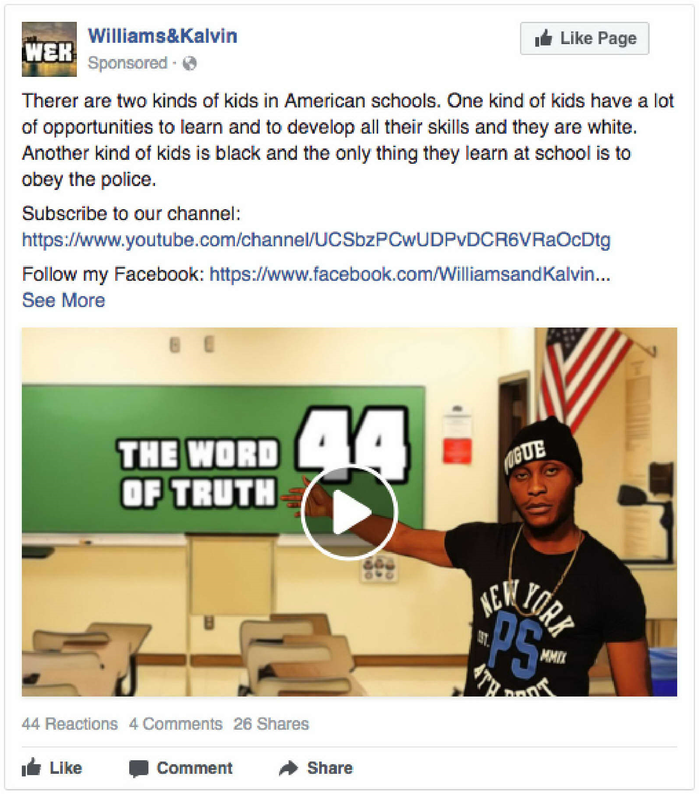 W&K
Williams&Kalvin
Sponsored ·
Like Page
Therer are two kinds of kids in American schools. One kind of kids have a lot
of opportunities to learn and to develop all their skills and they are white.
Another kind of kids is black and the only thing they learn at school is to
obey the police.
Subscribe to our channel:
https://www.youtube.com/channel/UCSbzPCwUDPvDCR6VRaOcDtg
Follow my Facebook: https://www.facebook.com/WilliamsandKalvin...
See More
THE WORD
OF TRUTH
44
VOGUE
NEW YORK
EST.
PS
MMIX
ATH DEPT
44 Reactions 4 Comments 26 Shares
Like Comment Share